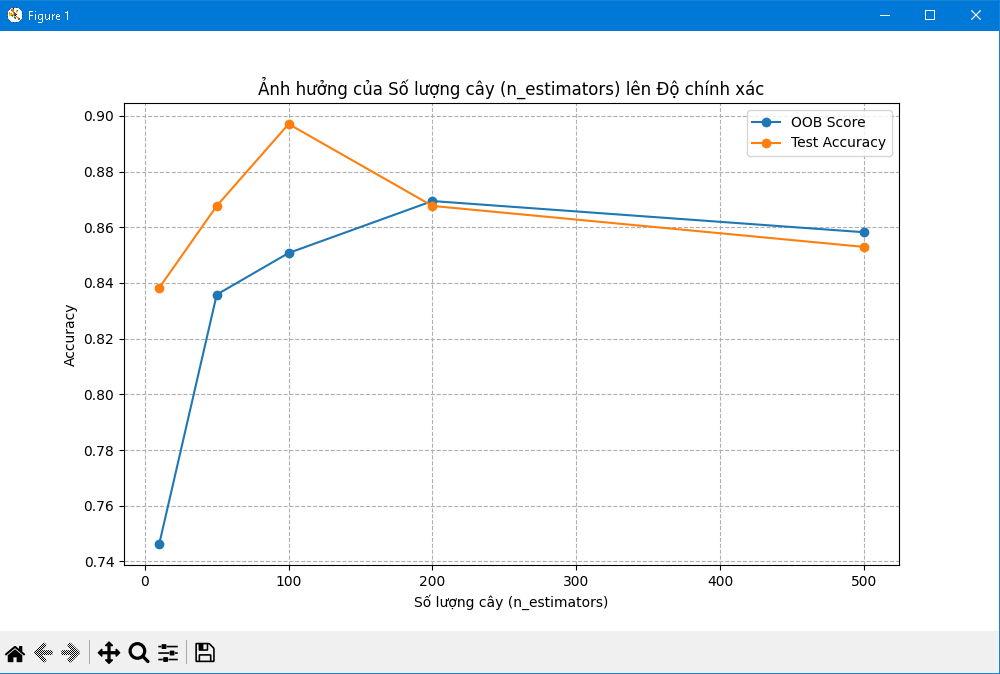 Figure 1
Ảnh hưởng của Số lượng cây (n_estimators) lên Độ chính xác
OOB Score
Test Accuracy
Accuracy
0.90
0.88
0.86
0.84
0.82
0.80
0.78
0.76
0.74
0 100 200 300 400 500
Số lượng cây (n_estimators)